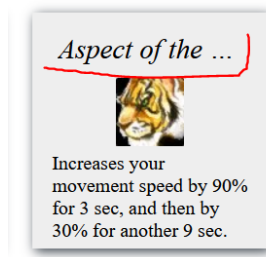 Aspect of the ...
Increases your
movement speed by 90%
for 3 sec, and then by
30% for another 9 sec.